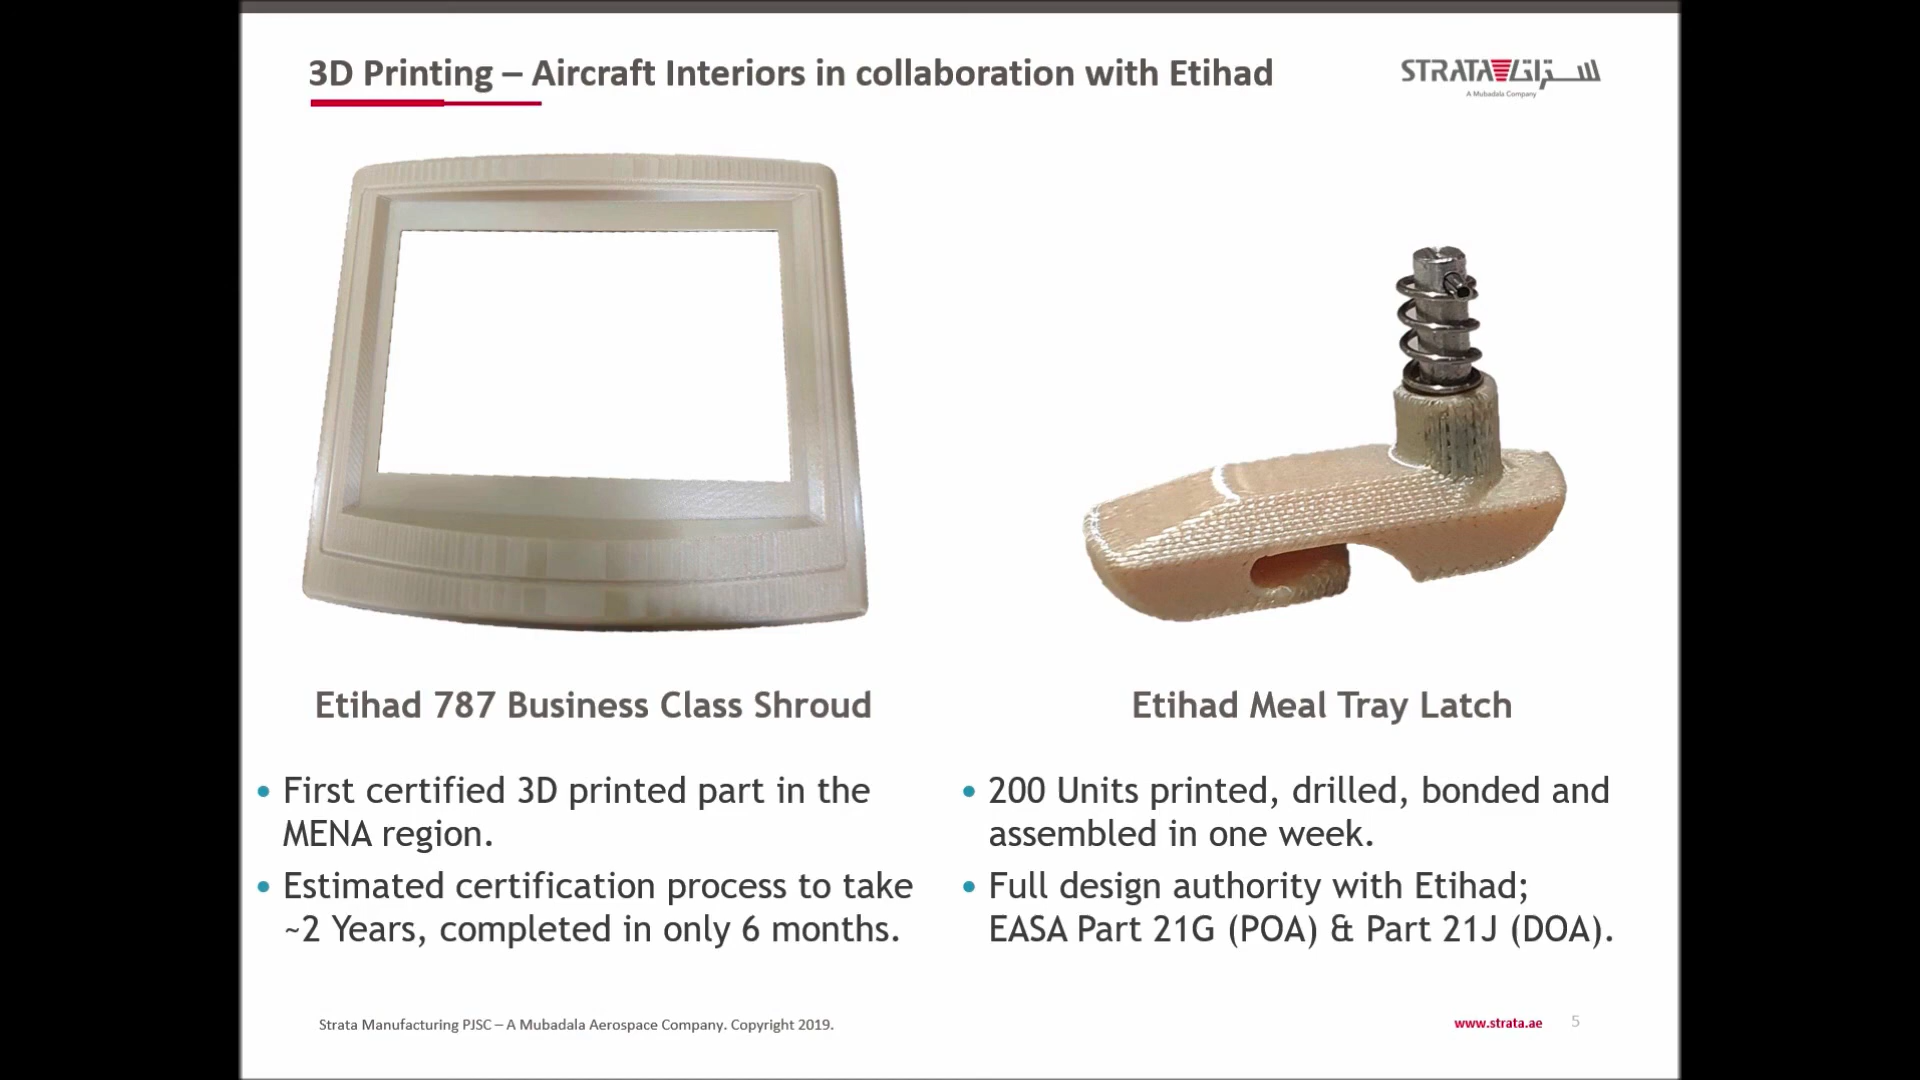 3D Printing – Aircraft Interiors in collaboration with Etihad
STRATA ستراتا
A Mubadala Company
Etihad 787 Business Class Shroud
• First certified 3D printed part in the
MENA region.
• Estimated certification process to take
~2 Years, completed in only 6 months.
Etihad Meal Tray Latch
• 200 Units printed, drilled, bonded and
assembled in one week.
• Full design authority with Etihad;
EASA Part 21G (POA) & Part 21J (DOA).
Strata Manufacturing PJSC – A Mubadala Aerospace Company. Copyright 2019.
www.strata.ae 5